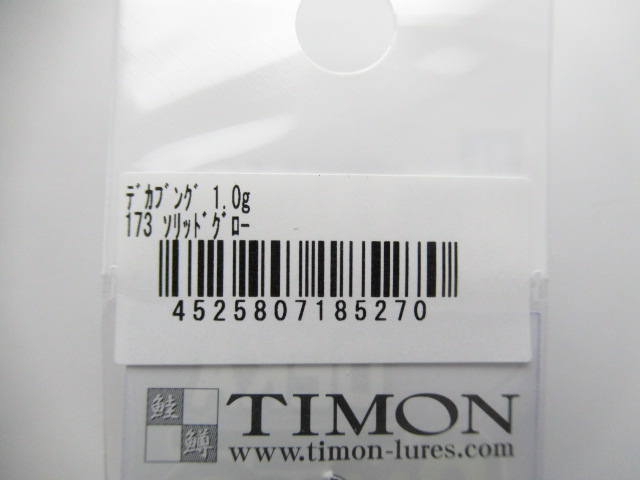 ﾃﾞｶﾌﾞﾝｸﾞ 1.0g
173 ｿﾘｯﾄﾞｸﾞﾛｰ
4525807185270
鮭 TIMON
鱒 www.timon-lures.com